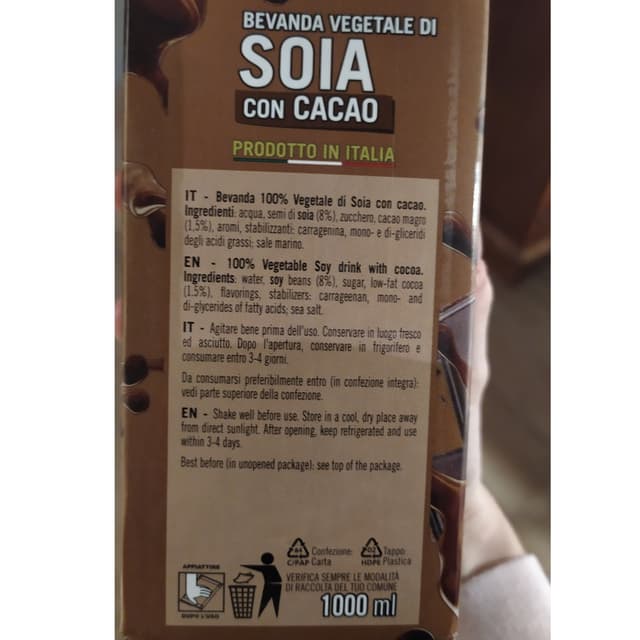 BEVANDA VEGETALE DI
SOIA
CON CACAO
PRODOTTO IN ITALIA
IT - Bevanda 100% Vegetale di Soia con cacao.
Ingredienti: acqua, semi di soia (8%), zucchero, cacao magro
(1,5%), aromi, stabilizzanti: carragenina, mono- e di-gliceridi
degli acidi grassi; sale marino.
EN - 100% Vegetable Soy drink with cocoa.
Ingredients: water, soy beans (8%), sugar, low-fat cocoa
(1.5%), flavorings, stabilizers: carrageenan, mono- and
di-glycerides of fatty acids; sea salt.
IT - Agitare bene prima dell'uso. Conservare in luogo fresco
ed asciutto. Dopo l'apertura, conservare in frigorifero e
consumare entro 3-4 giorni.
Da consumarsi preferibilmente entro (in confezione integra):
vedi parte superiore della confezione.
EN - Shake well before use. Store in a cool, dry place away
from direct sunlight. After opening, keep refrigerated and use
within 3-4 days.
Best before (in unopened package): see top of the package.
84 Confezione: 02 Tappo:
C/PAP Carta HDPE Plastica
APPIATTIRE
DOPO L'USO
VERIFICA SEMPRE LE MODALITÀ
DI RACCOLTA DEL TUO COMUNE
1000 ml